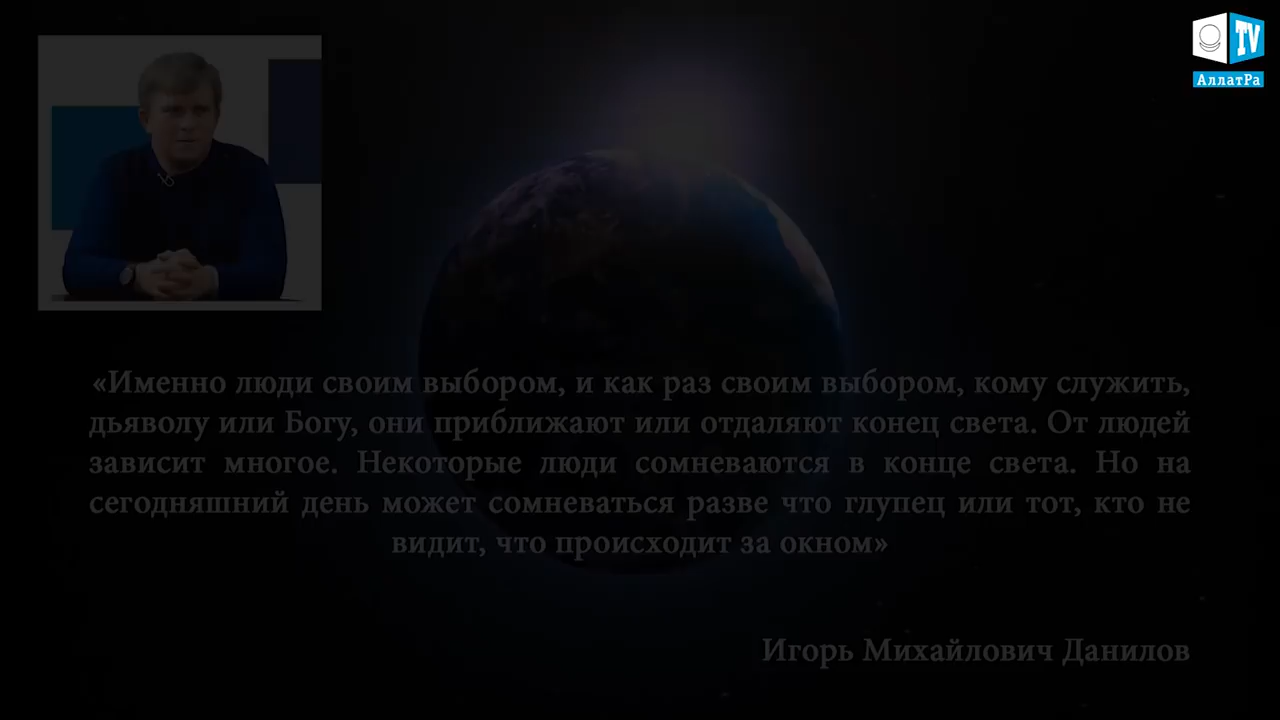 TV
АллатРа
«Именно люди своим выбором, и как раз своим выбором, кому служить,
дьяволу или Богу, они приближают или отдаляют конец света. От людей
зависит многое. Некоторые люди сомневаются в конце света. Но на
сегодняшний день может сомневаться разве что глупец или тот, кто не
видит, что происходит за окном»
Игорь Михайлович Данилов